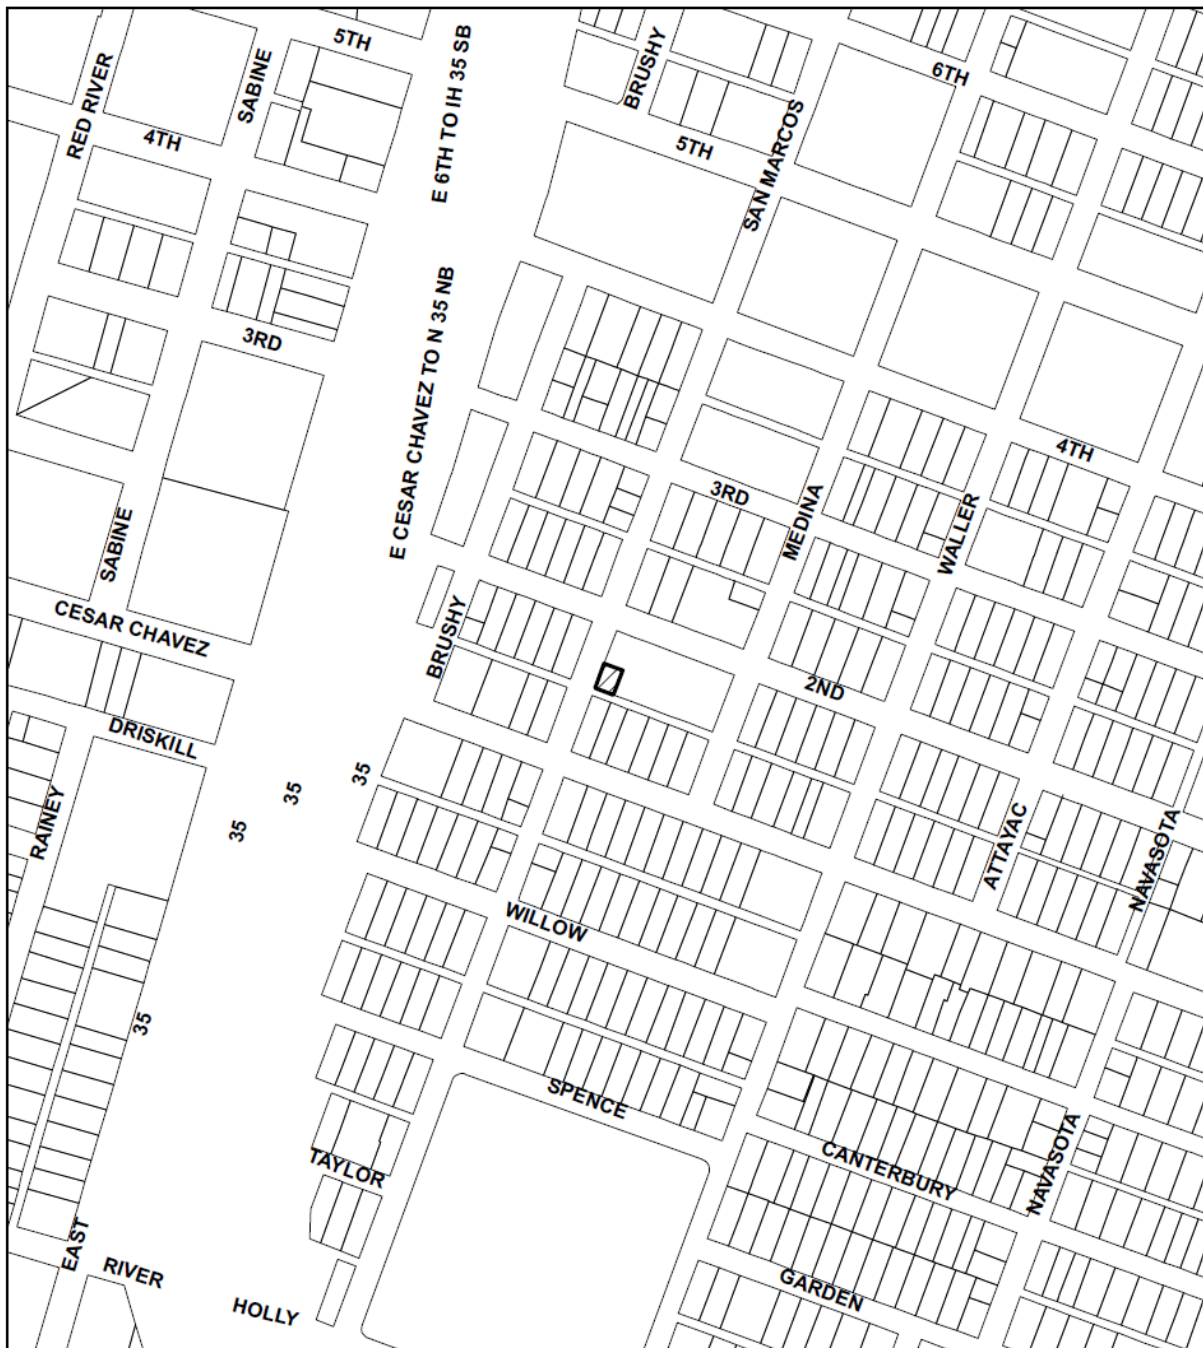 5TH
E 6TH TO IH 35 SB
BRUSHY
6TH
RED RIVER
SABINE
4TH
5TH
SAN MARCOS
3RD
E CESAR CHAVEZ TO N 35 NB
4TH
3RD
MEDINA
WALLER
SABINE
CESAR CHAVEZ
BRUSHY
2ND
DRISKILL
35
35
35
RAINEY
ATTAYAC
NAVASOTA
WILLOW
35
SPENCE
TAYLOR
CANTERBURY
NAVASOTA
EAST
RIVER
GARDEN
HOLLY